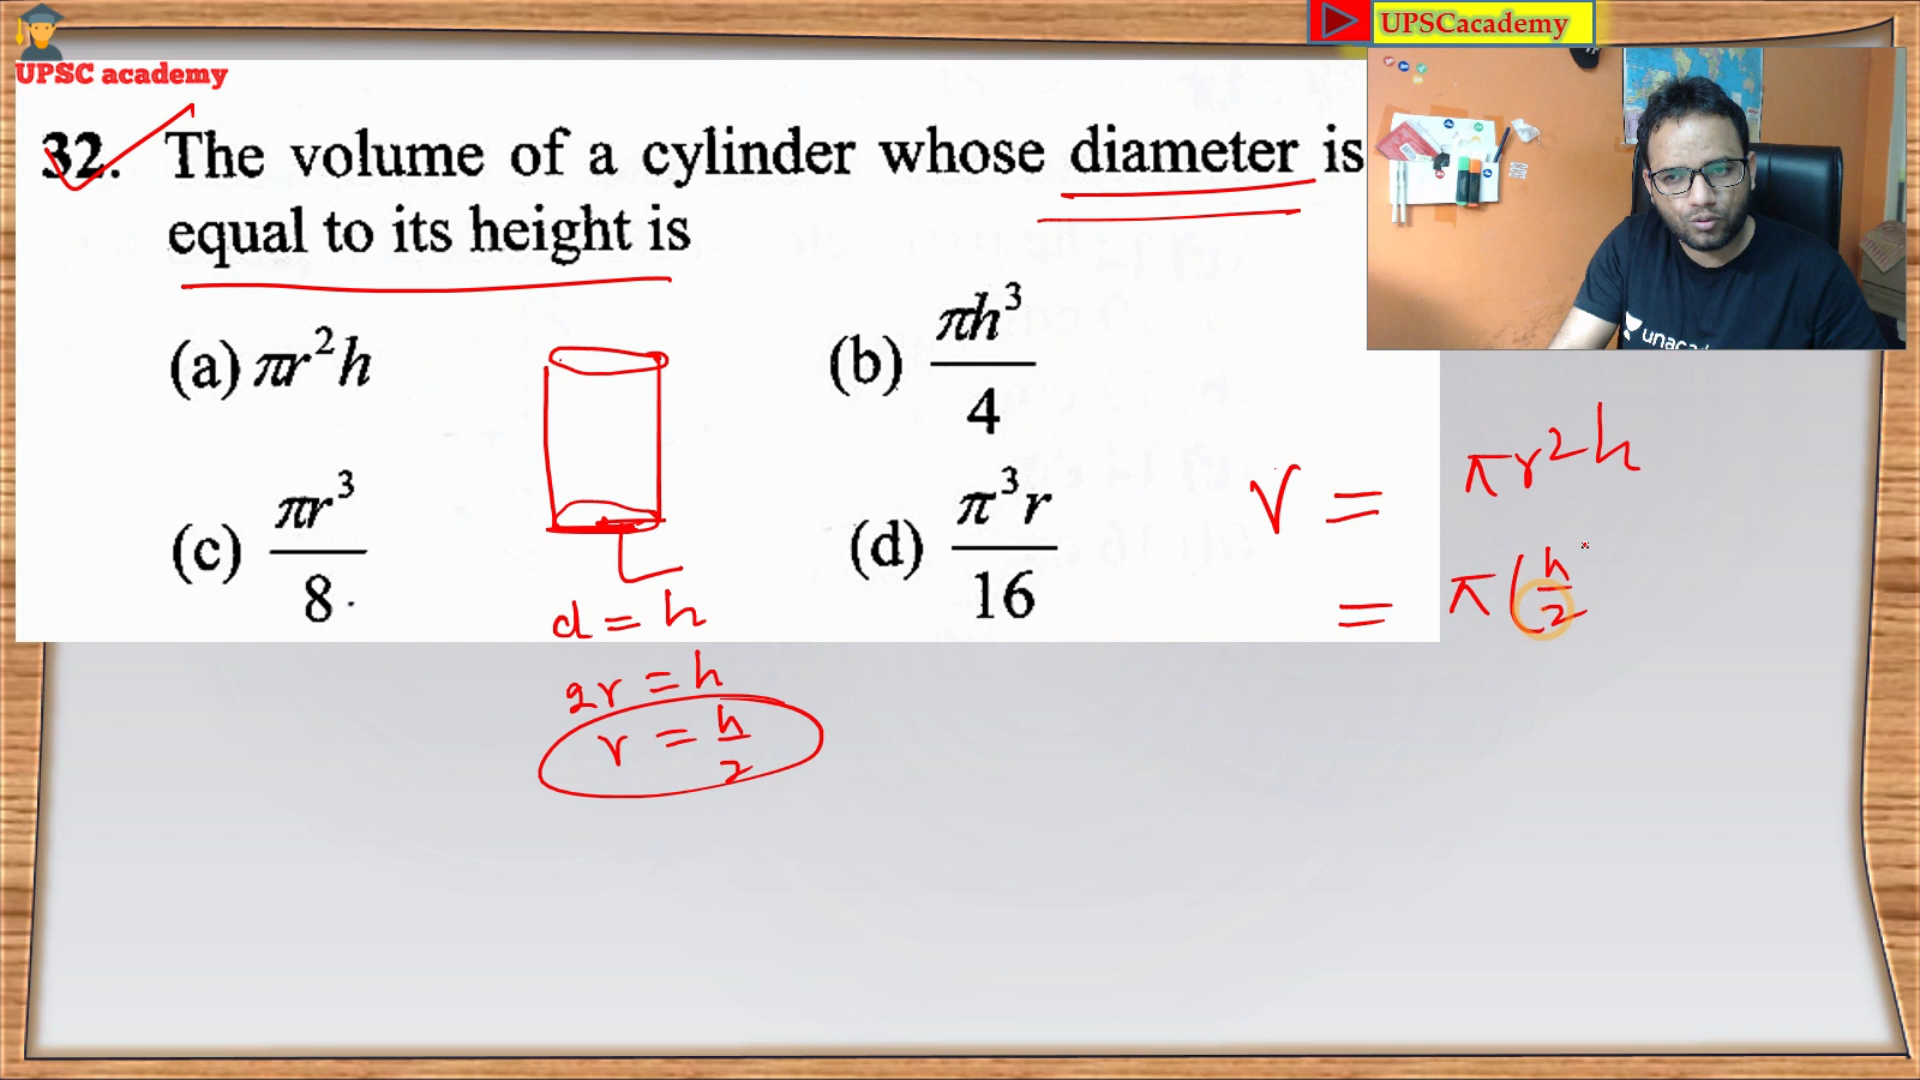 UPSC academy
UPSCacademy
32. The volume of a cylinder whose diameter is
equal to its height is
(a) πr²h
(b) πh³/4
(c) πr³/8
(d) π³r/16
d = h
2r = h
r = h/2
V = πr²h
= π(h/2